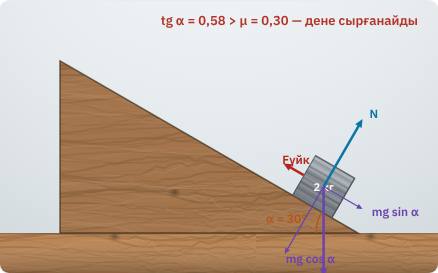 tg α = 0,58 > μ = 0,30 — дене сырғанайды
N
Fүйк
2 кг
mg sin α
α = 30°
mg cos α